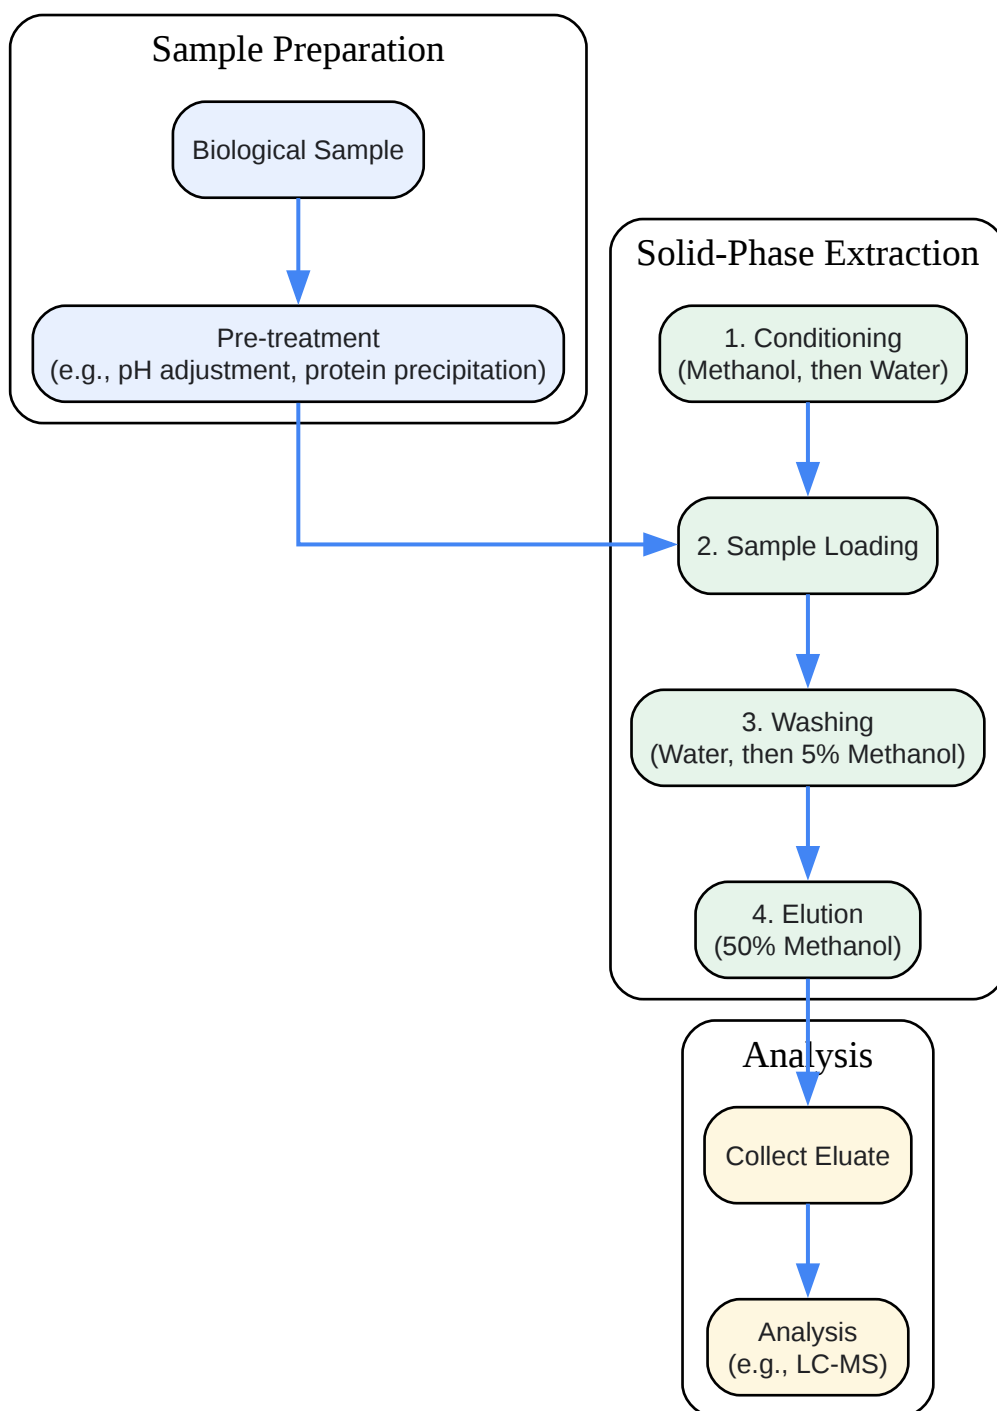 Sample Preparation
Biological Sample
Pre-treatment
(e.g., pH adjustment, protein precipitation)
Solid-Phase Extraction
1. Conditioning
(Methanol, then Water)
2. Sample Loading
3. Washing
(Water, then 5% Methanol)
4. Elution
(50% Methanol)
Analysis
Collect Eluate
Analysis
(e.g., LC-MS)